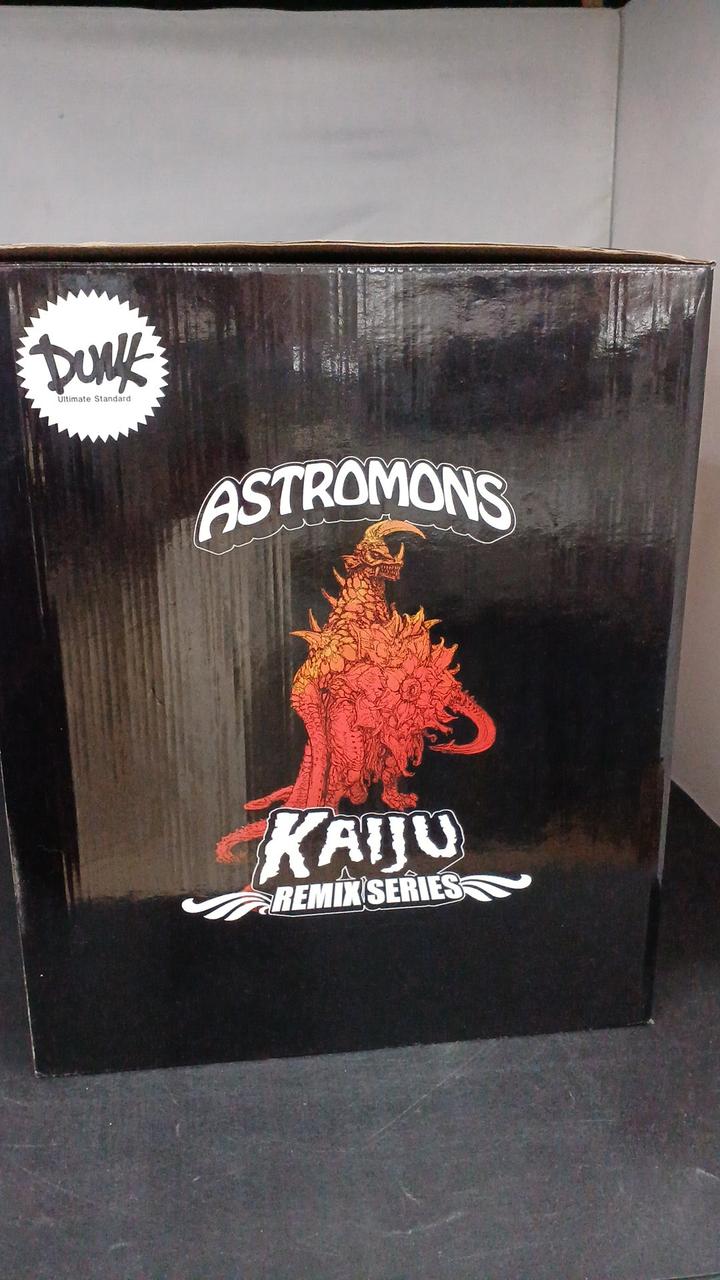 Dunk
Ultimate Standard
ASTROMONS
KAIJU
REMIX SERIES